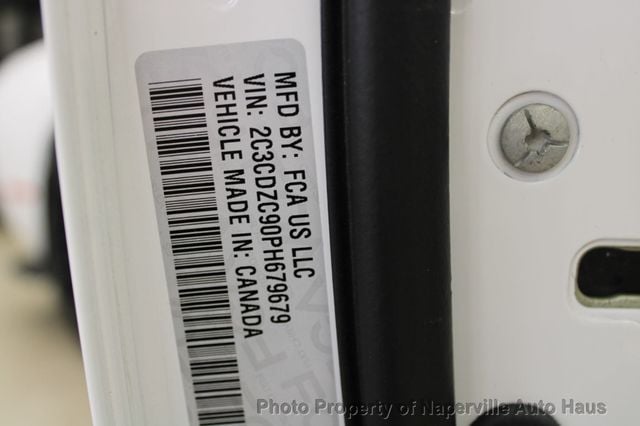 MFD BY: FCA US LLC
VIN: 2C3CDZC90PH679679
VEHICLE MADE IN: CANADA
Photo Property of Naperville Auto Haus